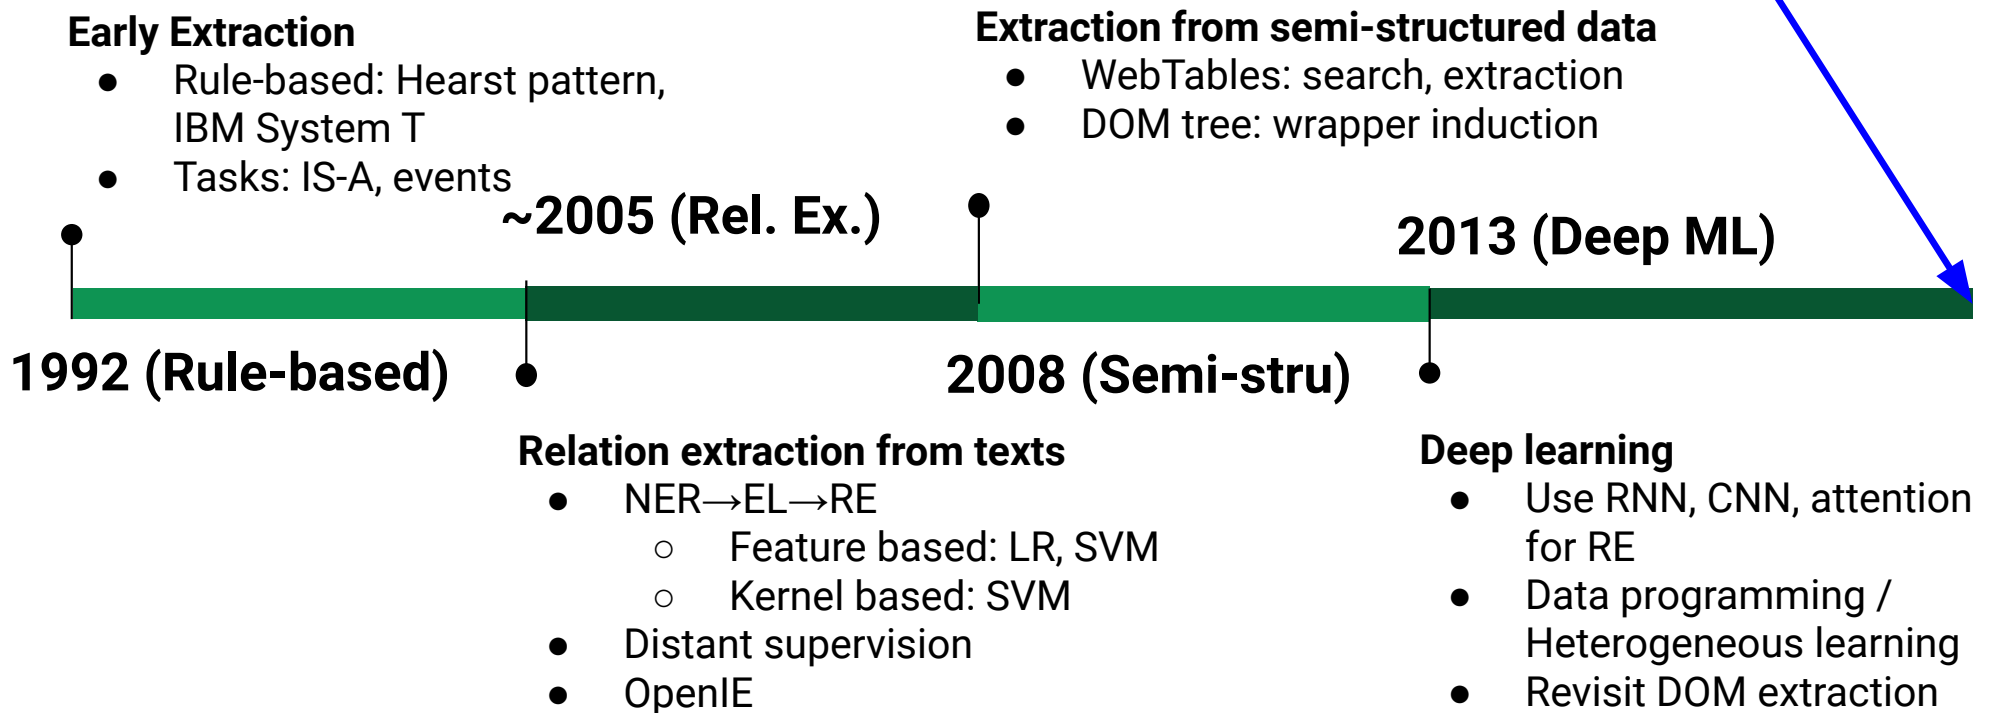 Early Extraction
● Rule-based: Hearst pattern,
IBM System T
● Tasks: IS-A, events
Extraction from semi-structured data
● WebTables: search, extraction
● DOM tree: wrapper induction
~2005 (Rel. Ex.)
2013 (Deep ML)
1992 (Rule-based)
2008 (Semi-stru)
Relation extraction from texts
● NER→EL→RE
○ Feature based: LR, SVM
○ Kernel based: SVM
● Distant supervision
● OpenIE
Deep learning
● Use RNN, CNN, attention
for RE
● Data programming /
Heterogeneous learning
● Revisit DOM extraction